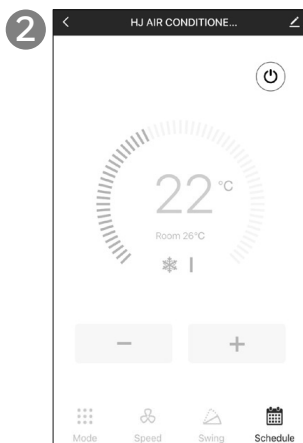 2
HJ AIR CONDITIONE...
22°C
Room 26°C
− +
Mode Speed Swing Schedule